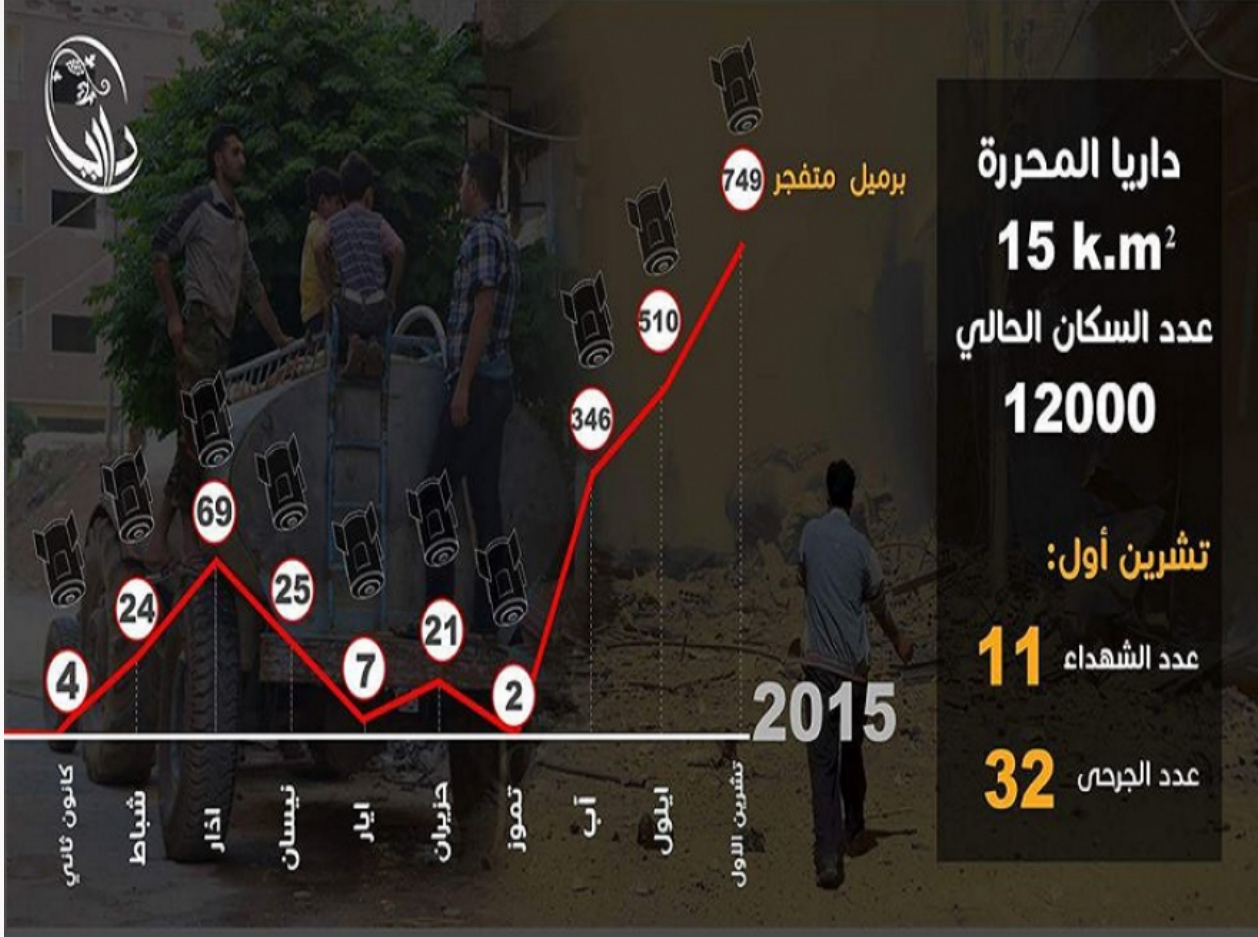 داريا
749 برميل متفجر
510
346
2
21
7
25
69
24
4
2015
كانون ثاني
شباط
اذار
نيسان
ايار
حزيران
تموز
آب
ايلول
تشرين الاول
داريا المحررة
15 k.m²
عدد السكان الحالي
12000
تشرين أول:
عدد الشهداء 11
عدد الجرحى 32